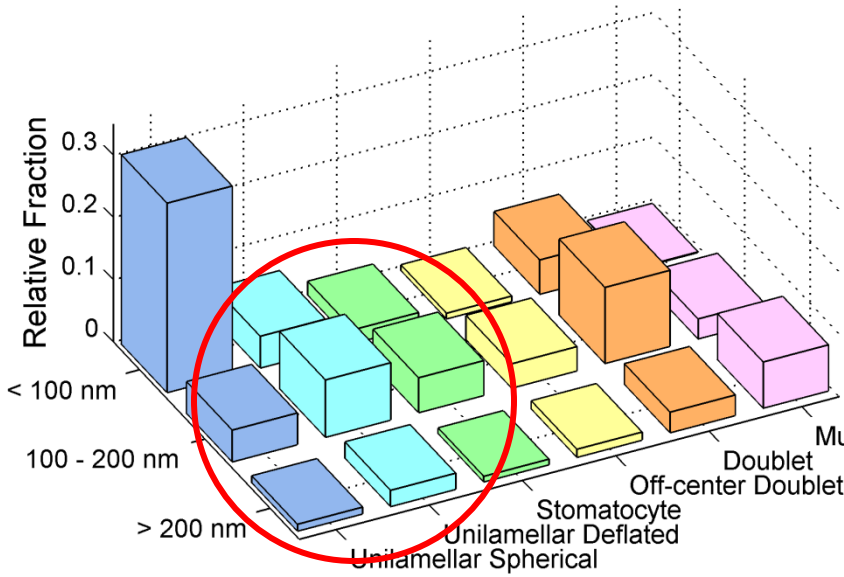 Relative Fraction
0.3
0.2
0.1
0
< 100 nm
100 - 200 nm
> 200 nm
Mu
Doublet
Off-center Doublet
Stomatocyte
Unilamellar Deflated
Unilamellar Spherical